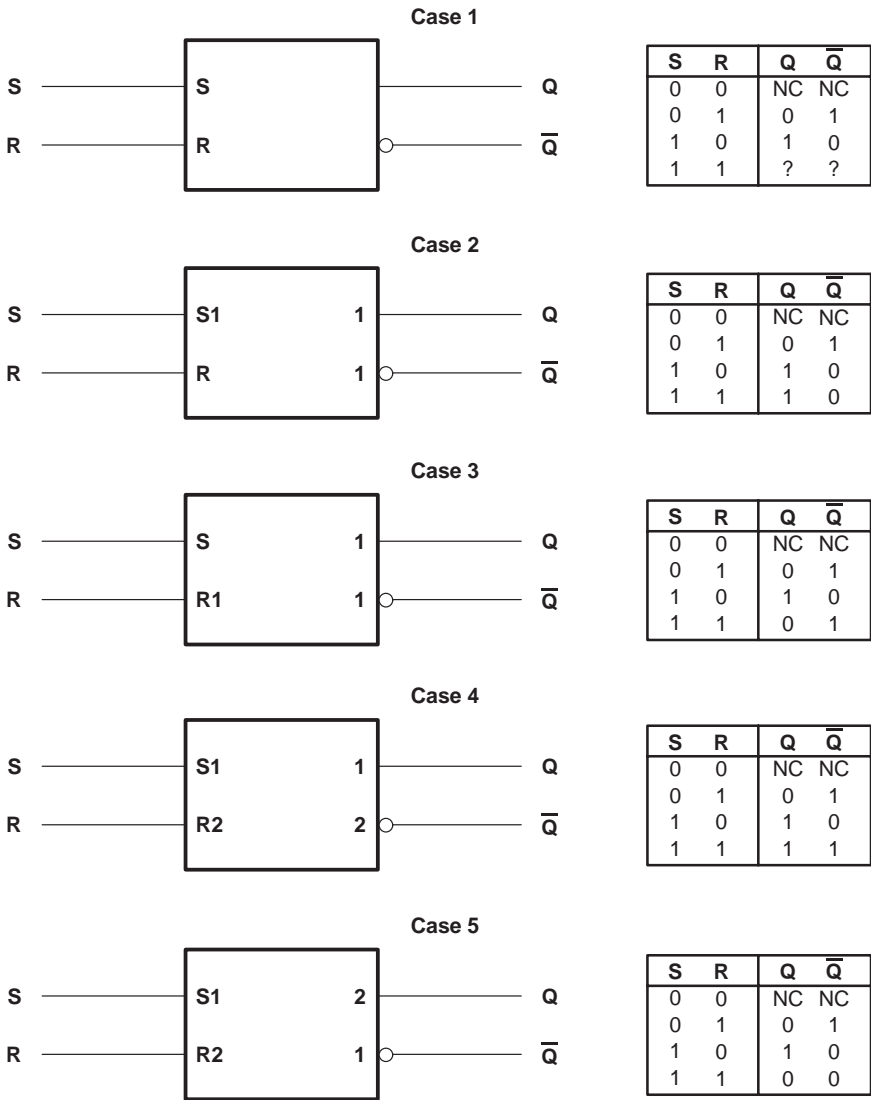 Case 1
S R Q Q̅
S S Q 0 0 NC NC
0 1 0 1
R R Q̅ 1 0 1 0
1 1 ? ?
Case 2
S R Q Q̅
S S1 1 Q 0 0 NC NC
0 1 0 1
R R 1 Q̅ 1 0 1 0
1 1 1 0
Case 3
S R Q Q̅
S S 1 Q 0 0 NC NC
0 1 0 1
R R1 1 Q̅ 1 0 1 0
1 1 0 1
Case 4
S R Q Q̅
S S1 1 Q 0 0 NC NC
0 1 0 1
R R2 2 Q̅ 1 0 1 0
1 1 1 1
Case 5
S R Q Q̅
S S1 2 Q 0 0 NC NC
0 1 0 1
R R2 1 Q̅ 1 0 1 0
1 1 0 0